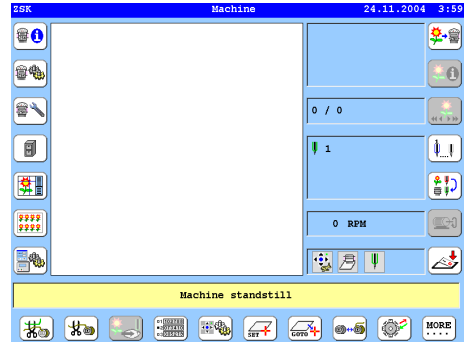 ZSK Machine 24.11.2004 3:59
0 / 0
1
0 RPM
Machine standstill
SET
GOTO
MORE
....